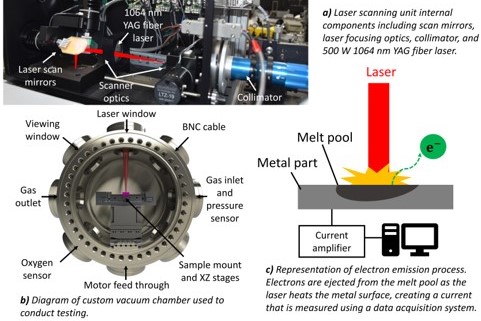 1064 nm
YAG fiber
laser
Laser scan
mirrors
Scanner
optics
Collimator
a) Laser scanning unit internal
components including scan mirrors,
laser focusing optics, collimator, and
500 W 1064 nm YAG fiber laser.
Laser window
Viewing
window
BNC cable
Gas
outlet
Gas inlet
and
pressure
sensor
Oxygen
sensor
Sample mount
and XZ stages
Motor feed through
b) Diagram of custom vacuum chamber used to
conduct testing.
Laser
Melt pool
e⁻
Metal part
Current
amplifier
c) Representation of electron emission process.
Electrons are ejected from the melt pool as the
laser heats the metal surface, creating a current
that is measured using a data acquisition system.